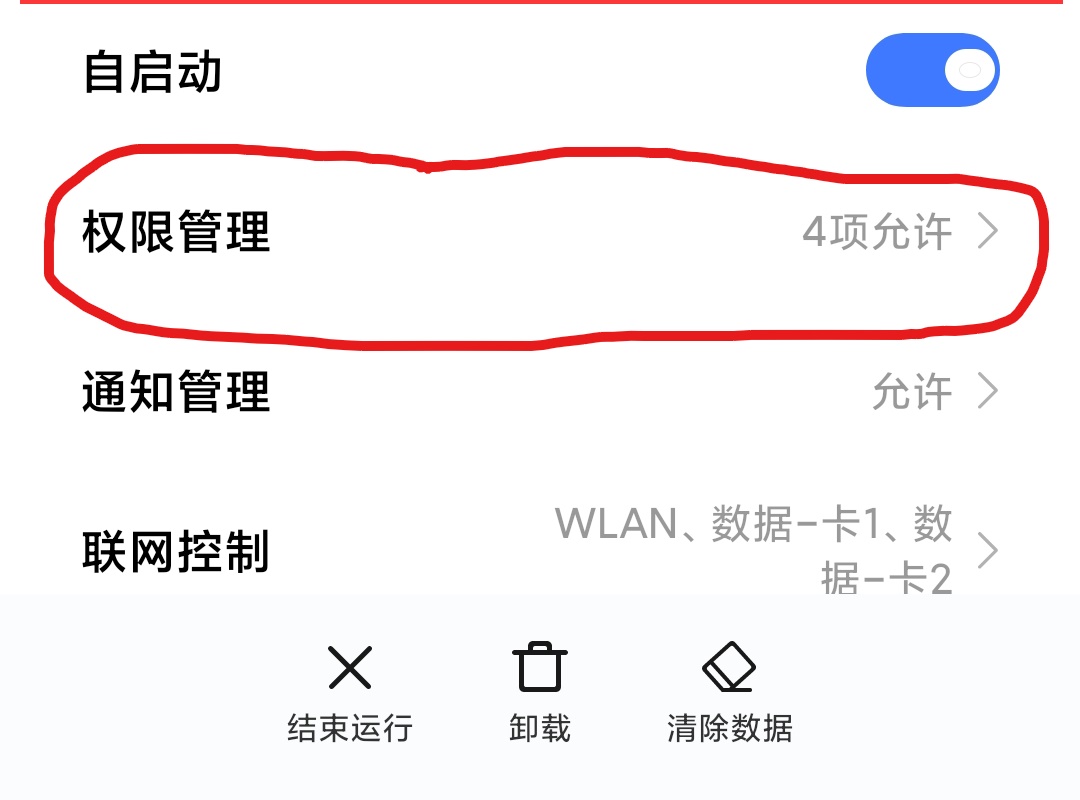 自启动
权限管理 4项允许
通知管理 允许
联网控制 WLAN、数据-卡1、数
据-卡2
结束运行 卸载 清除数据